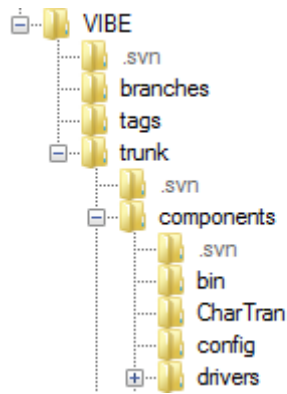 VIBE
.svn
branches
tags
trunk
.svn
components
.svn
bin
CharTran
config
drivers